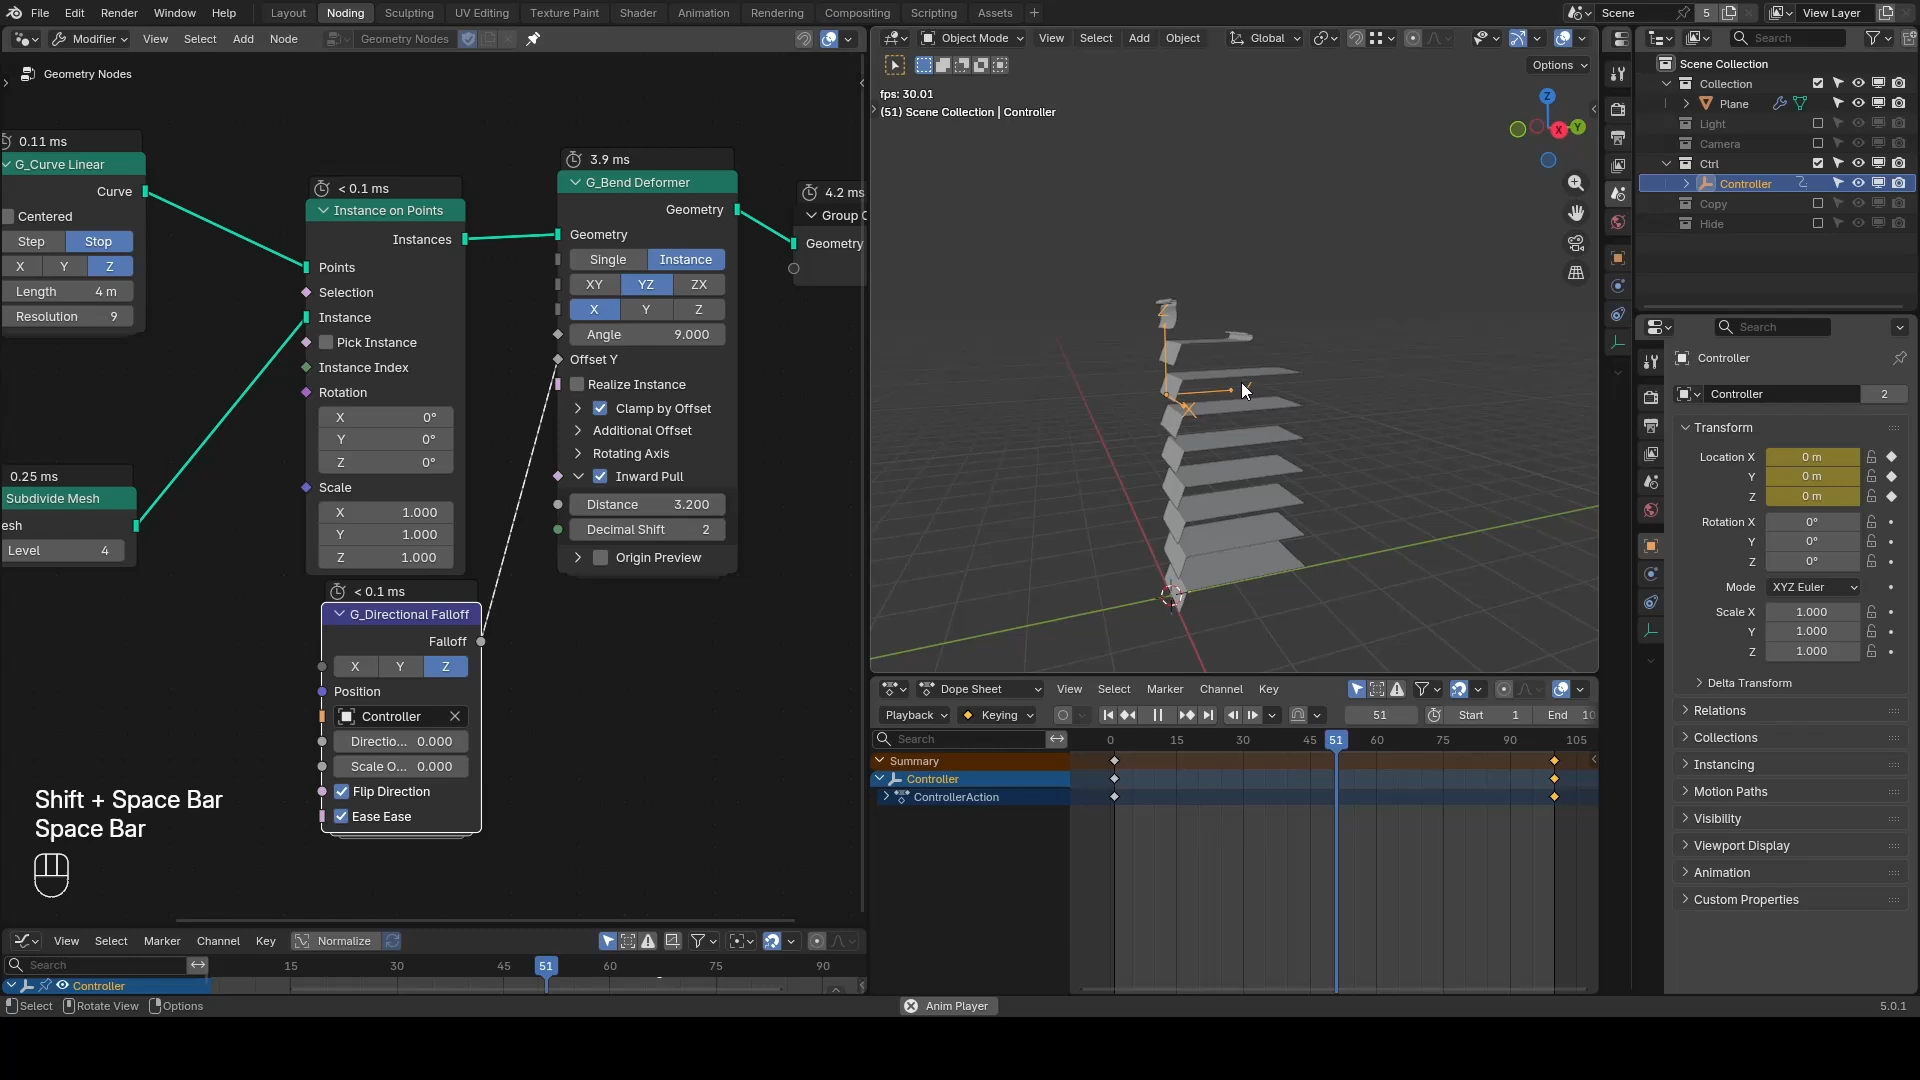 File Edit Render Window Help Layout Noding Sculpting UV Editing Texture Paint Shader Animation Rendering Compositing Scripting Assets Scene 5 View Layer
Modifier View Select Add Node Geometry Nodes
Geometry Nodes
0.11 ms
G_Curve Linear
Curve
Centered
Step Stop
X Y Z
Length 4 m
Resolution 9
0.25 ms
Subdivide Mesh
esh
Level 4
< 0.1 ms
Instance on Points
Instances
Points
Selection
Instance
Pick Instance
Instance Index
Rotation
X 0°
Y 0°
Z 0°
Scale
X 1.000
Y 1.000
Z 1.000
< 0.1 ms
G_Directional Falloff
Falloff
X Y Z
Position
Controller
Directio... 0.000
Scale O... 0.000
Flip Direction
Ease Ease
3.9 ms
G_Bend Deformer
Geometry
Geometry
Single Instance
XY YZ ZX
X Y Z
Angle 9.000
Offset Y
Realize Instance
Clamp by Offset
Additional Offset
Rotating Axis
Inward Pull
Distance 3.200
Decimal Shift 2
Origin Preview
4.2 ms
Group
Geometry
Shift + Space Bar
Space Bar
View Select Marker Channel Key Normalize
Search 15 30 45 51 60 75 90
Controller
Select Rotate View Options Anim Player 5.0.1
Object Mode View Select Add Object Global
Options
fps: 30.01
(51) Scene Collection | Controller
Z
X Y
Z
X
Dope Sheet View Select Marker Channel Key
Playback Keying 51 Start 1 End 10
Search 0 15 30 45 51 60 75 90 105
Summary
Controller
ControllerAction
Search
Scene Collection
Collection
Plane
Light
Camera
Ctrl
Controller
Copy
Hide
Search
Controller
Controller 2
Transform
Location X 0 m
Y 0 m
Z 0 m
Rotation X 0°
Y 0°
Z 0°
Mode XYZ Euler
Scale X 1.000
Y 1.000
Z 1.000
Delta Transform
Relations
Collections
Instancing
Motion Paths
Visibility
Viewport Display
Animation
Custom Properties